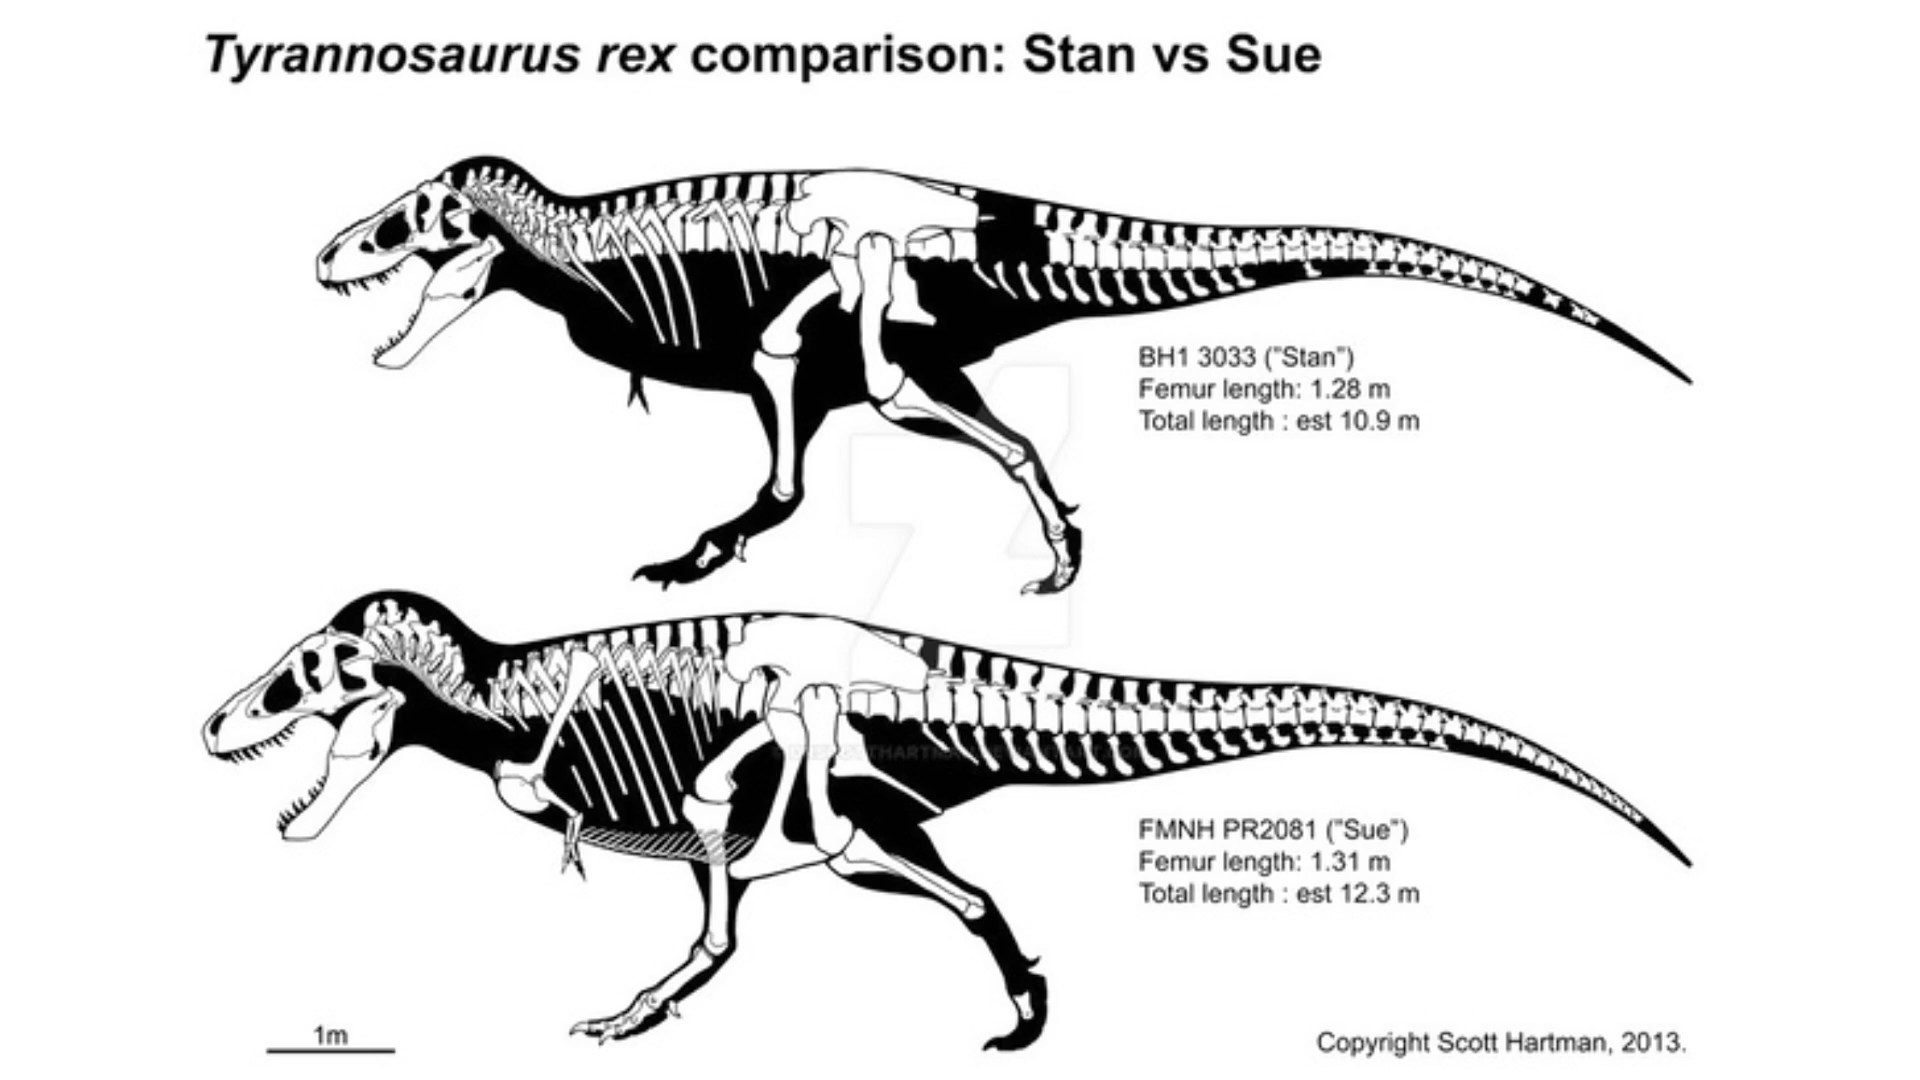 Tyrannosaurus rex comparison: Stan vs Sue
BH1 3033 ("Stan")
Femur length: 1.28 m
Total length : est 10.9 m
FMNH PR2081 ("Sue")
Femur length: 1.31 m
Total length : est 12.3 m
1m
Copyright Scott Hartman, 2013.